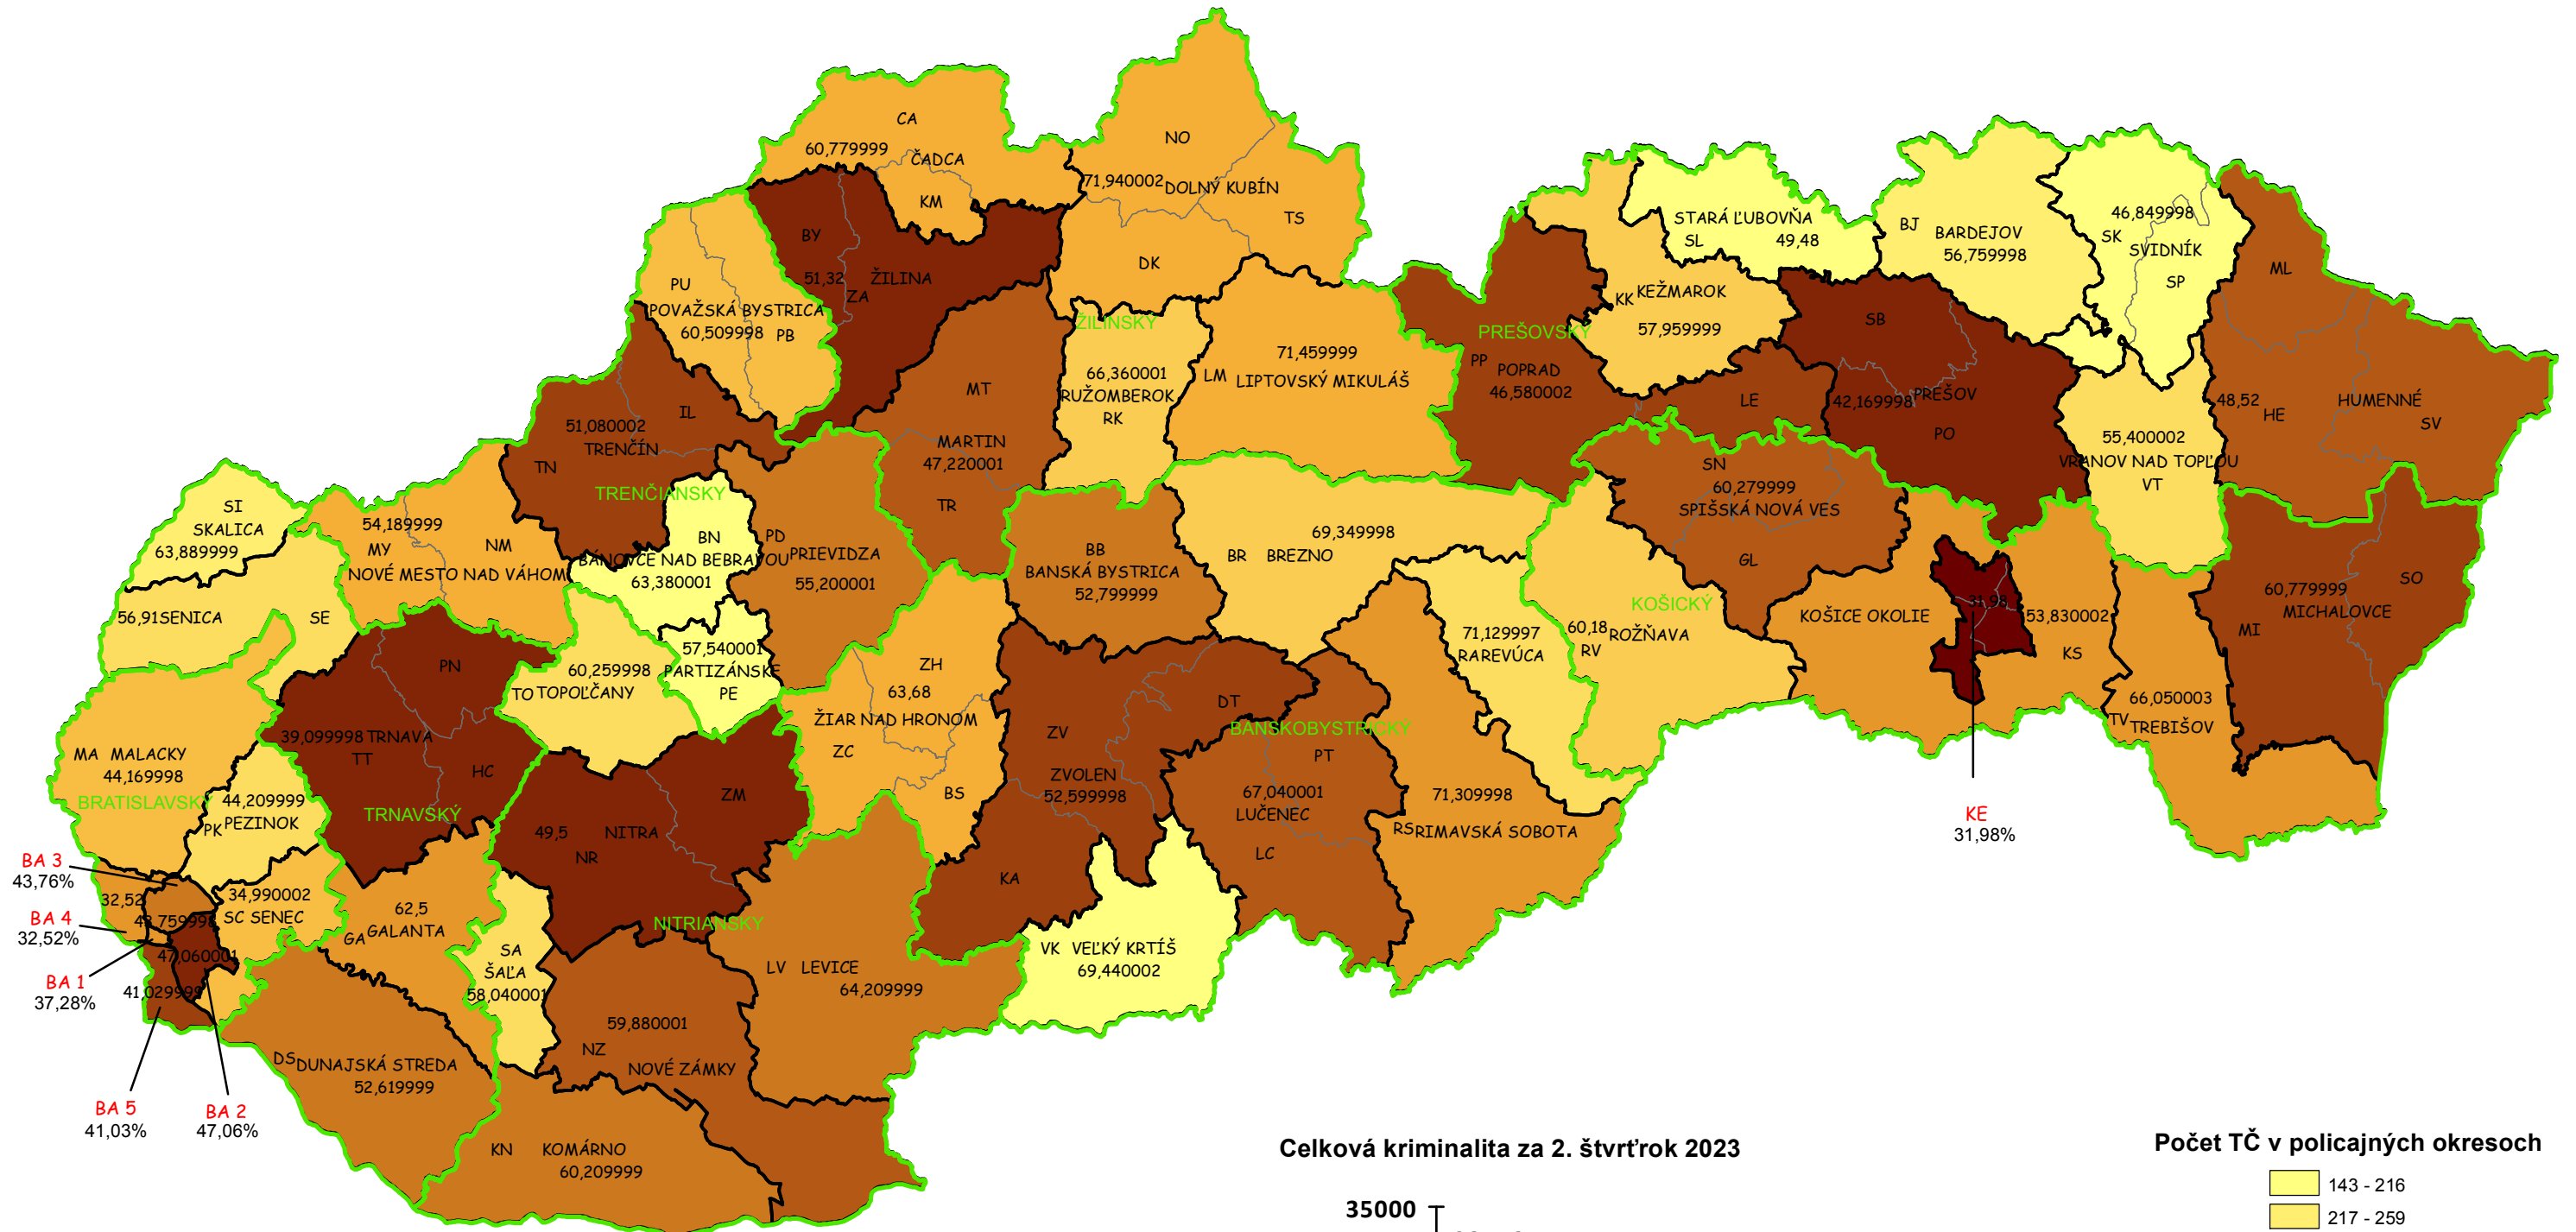 CA
60,779999
ČADCA
KM
NO
71,940002
DOLNÝ KUBÍN
TS
DK
BY
51,32
ŽILINA
ZA
PU
POVAŽSKÁ BYSTRICA
60,509998
PB
ŽILINSKÝ
66,360001
RUŽOMBEROK
RK
71,459999
LM
LIPTOVSKÝ MIKULÁŠ
MT
MARTIN
47,220001
TR
IL
51,080002
TRENČÍN
TN
TRENČIANSKY
STARÁ ĽUBOVŇA
SL
49,48
BJ
BARDEJOV
56,759998
46,849998
SK
SVIDNÍK
SP
ML
KK
KEŽMAROK
57,959999
PREŠOVSKÝ
PP
POPRAD
46,580002
LE
SB
42,169998
PREŠOV
PO
48,52
HE
HUMENNÉ
SV
55,400002
VRANOV NAD TOPĽOU
VT
SN
60,279999
SPIŠSKÁ NOVÁ VES
GL
SI
SKALICA
63,889999
54,189999
MY
NM
NOVÉ MESTO NAD VÁHOM
56,91
SENICA
SE
BN
BÁNOVCE NAD BEBRAVOU
63,380001
PD
PRIEVIDZA
55,200001
57,540001
PARTIZÁNSKE
PE
60,259998
TO
TOPOĽČANY
BB
BANSKÁ BYSTRICA
52,799999
69,349998
BR
BREZNO
71,129997
RA
REVÚCA
KOŠICKÝ
60,18
ROŽŇAVA
RV
KOŠICE OKOLIE
31,98
53,830002
KS
60,779999
MICHALOVCE
MI
SO
66,050003
TV
TREBIŠOV
KE
31,98%
PN
39,099998
TRNAVA
TT
HC
TRNAVSKÝ
MA
MALACKY
44,169998
BRATISLAVSKÝ
44,209999
PK
PEZINOK
ZH
63,68
ŽIAR NAD HRONOM
ZC
BS
ZV
DT
ZVOLEN
52,599998
KA
BANSKOBYSTRICKÝ
PT
67,040001
LUČENEC
LC
71,309998
RS
RIMAVSKÁ SOBOTA
49,5
NITRA
NR
ZM
NITRIANSKY
BA 3
43,76%
BA 4
32,52%
BA 1
37,28%
BA 5
41,03%
BA 2
47,06%
32,52
43,759998
47,060001
41,029999
34,990002
SC SENEC
62,5
GA
GALANTA
SA
ŠAĽA
58,040001
LV
LEVICE
64,209999
VK
VEĽKÝ KRTÍŠ
69,440002
59,880001
NZ
NOVÉ ZÁMKY
DS
DUNAJSKÁ STREDA
52,619999
KN
KOMÁRNO
60,209999
Celková kriminalita za 2. štvrťrok 2023
35000
Počet TČ v policajných okresoch
143 - 216
217 - 259